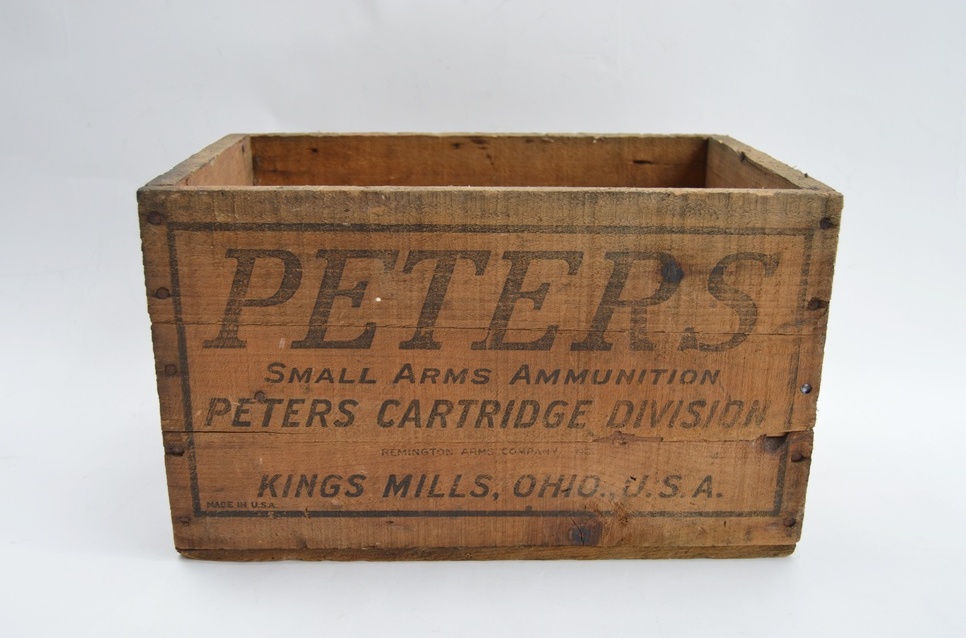 PETERS
SMALL ARMS AMMUNITION
PETERS CARTRIDGE DIVISION
REMINGTON ARMS COMPANY
KINGS MILLS, OHIO., U.S.A.
MADE IN U.S.A.